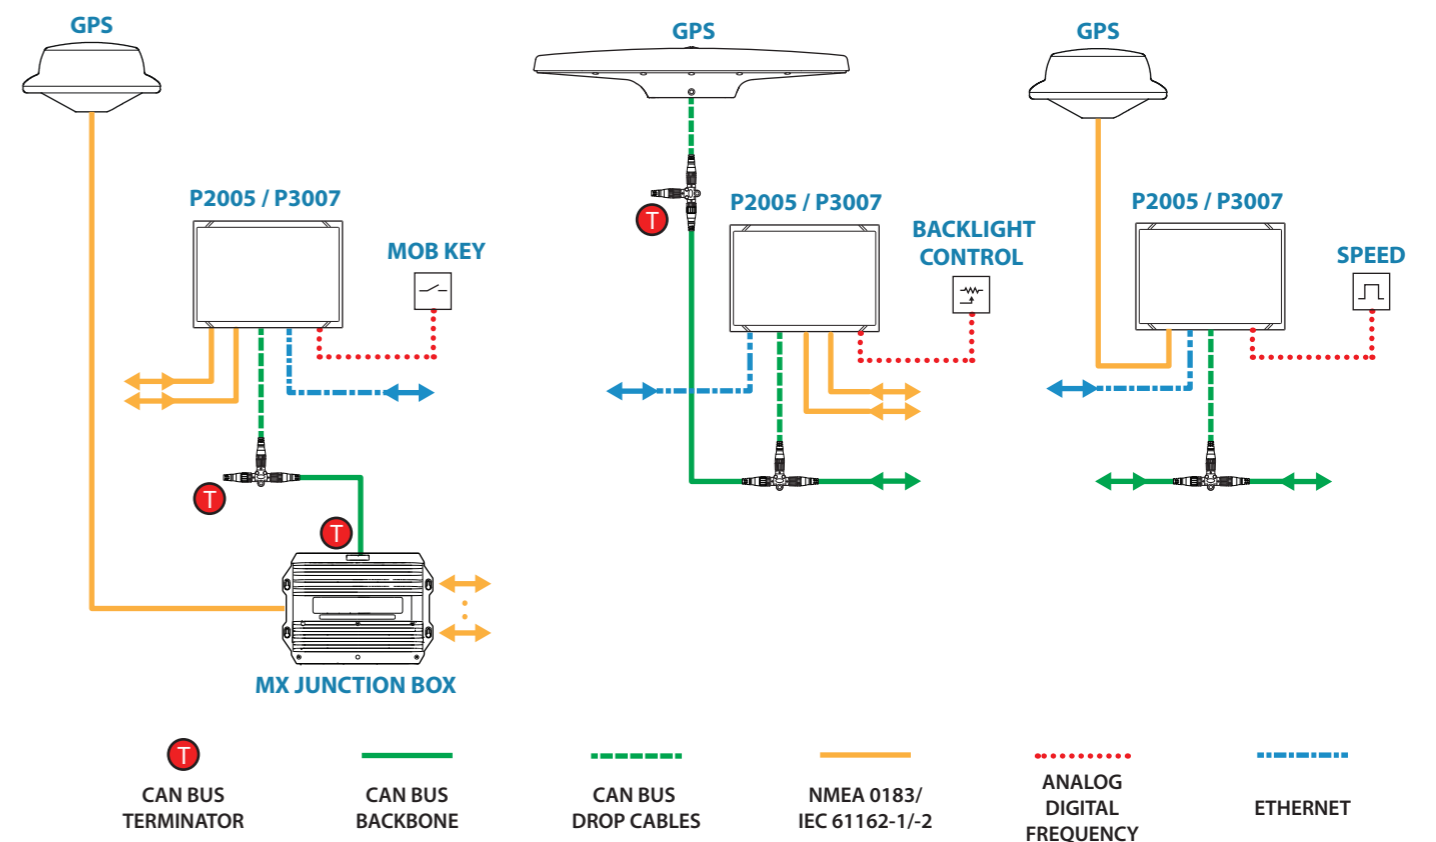 GPS
GPS
GPS
P2005 / P3007
P2005 / P3007
P2005 / P3007
MOB KEY
BACKLIGHT
CONTROL
SPEED
T
T
T
MX JUNCTION BOX
T
CAN BUS
TERMINATOR
CAN BUS
BACKBONE
CAN BUS
DROP CABLES
NMEA 0183/
IEC 61162-1/-2
ANALOG
DIGITAL
FREQUENCY
ETHERNET